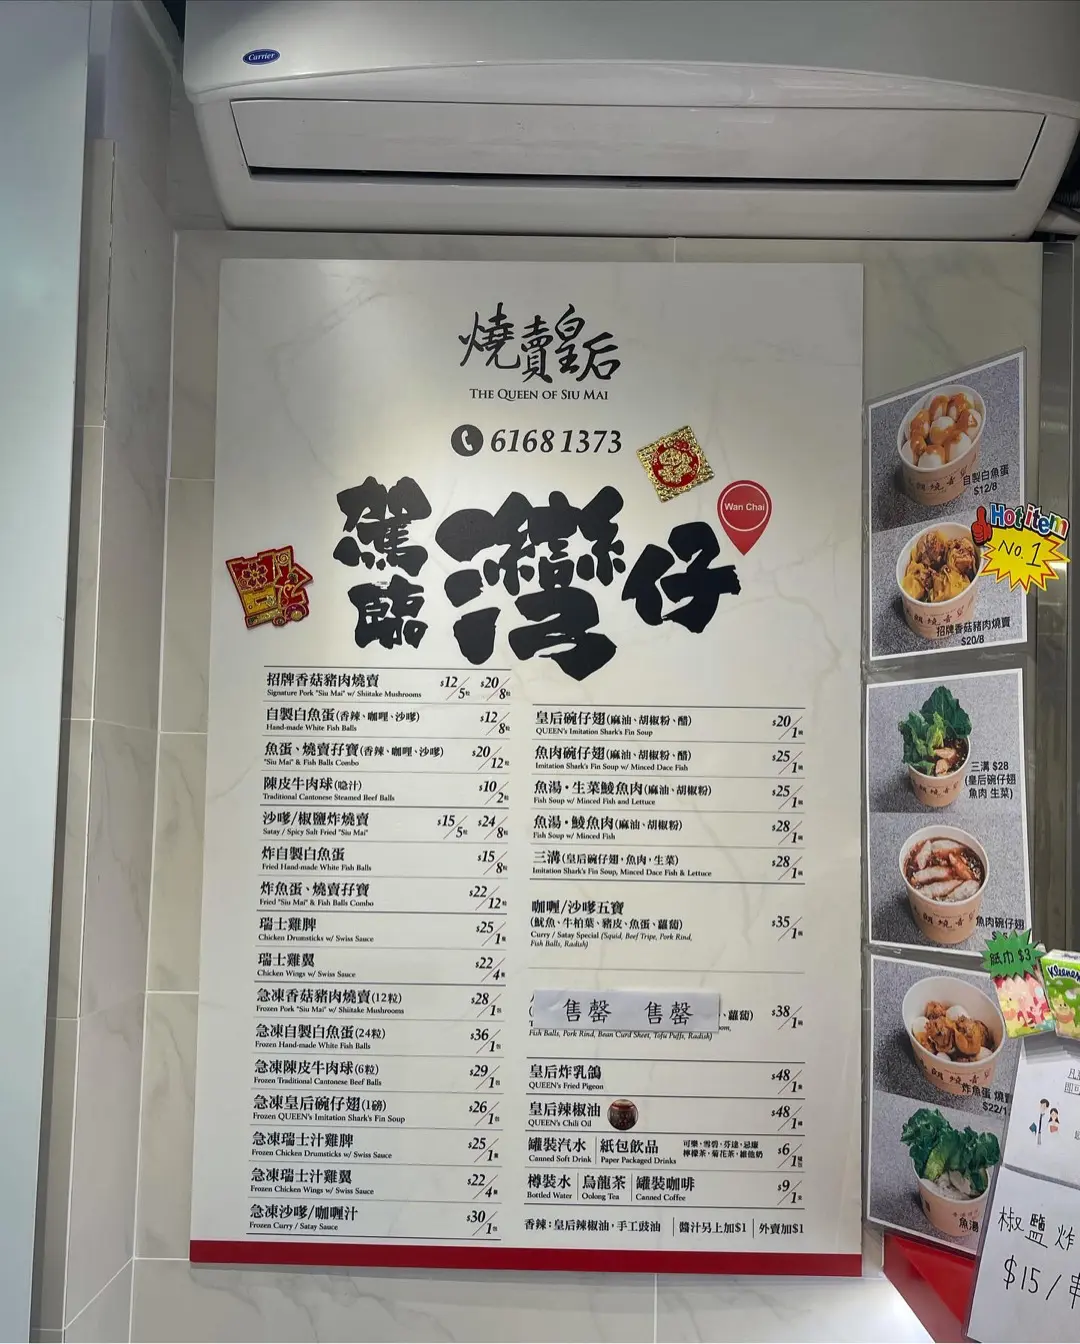 Carrier
燒賣皇后
THE QUEEN OF SIU MAI
6168 1373
駕臨灣仔
Wan Chai
招牌香菇豬肉燒賣 $12/5粒 $20/8粒
Signature Pork "Siu Mai" w/ Shiitake Mushrooms
自製白魚蛋(香辣、咖喱、沙嗲) $12/8粒
Hand-made White Fish Balls
魚蛋、燒賣孖寶(香辣、咖喱、沙嗲) $20/12粒
"Siu Mai" & Fish Balls Combo
陳皮牛肉球(喼汁) $10/2粒
Traditional Cantonese Steamed Beef Balls
沙嗲/椒鹽炸燒賣 $15/5粒 $24/8粒
Satay / Spicy Salt Fried "Siu Mai"
炸自製白魚蛋 $15/8粒
Fried Hand-made White Fish Balls
炸魚蛋、燒賣孖寶 $22/12粒
Fried "Siu Mai" & Fish Balls Combo
瑞士雞脾 $25/1隻
Chicken Drumsticks w/ Swiss Sauce
瑞士雞翼 $22/4隻
Chicken Wings w/ Swiss Sauce
急凍香菇豬肉燒賣(12粒) $28/1包
Frozen Pork "Siu Mai" w/ Shiitake Mushrooms
急凍自製白魚蛋(24粒) $36/1包
Frozen Hand-made White Fish Balls
急凍陳皮牛肉球(6粒) $29/1包
Frozen Traditional Cantonese Beef Balls
急凍皇后碗仔翅(1磅) $26/1包
Frozen QUEEN's Imitation Shark's Fin Soup
急凍瑞士汁雞脾 $25/1隻
Frozen Chicken Drumsticks w/ Swiss Sauce
急凍瑞士汁雞翼 $22/4隻
Frozen Chicken Wings w/ Swiss Sauce
急凍沙嗲/咖喱汁 $30/1包
Frozen Curry / Satay Sauce
皇后碗仔翅(麻油、胡椒粉、醋) $20/1碗
QUEEN's Imitation Shark's Fin Soup
魚肉碗仔翅(麻油、胡椒粉、醋) $25/1碗
Imitation Shark's Fin Soup w/ Minced Dace Fish
魚湯·生菜鯪魚肉(麻油、胡椒粉) $25/1碗
Fish Soup w/ Minced Fish and Lettuce
魚湯·鯪魚肉(麻油、胡椒粉) $28/1碗
Fish Soup w/ Minced Fish
三溝(皇后碗仔翅、魚肉、生菜) $28/1碗
Imitation Shark's Fin Soup, Minced Dace Fish & Lettuce
咖喱/沙嗲五寶
(魷魚、牛柏葉、豬皮、魚蛋、蘿蔔) $35/1碗
Curry / Satay Special (Squid, Beef Tripe, Pork Rind,
Fish Balls, Radish)
售罄 售罄 、蘿蔔) $38/1碗
Fish Balls, Pork Rind, Bean Curd Sheet, Tofu Puffs, Radish)
皇后炸乳鴿 $48/1隻
QUEEN's Fried Pigeon
皇后辣椒油 $48/1樽
QUEEN's Chili Oil
罐裝汽水 紙包飲品 可樂、雪碧、芬達、忌廉 $6/1罐/包
Canned Soft Drink Paper Packaged Drinks 檸檬茶、菊花茶、維他奶
樽裝水 烏龍茶 罐裝咖啡 $9/1支
Bottled Water Oolong Tea Canned Coffee
香辣：皇后辣椒油，手工豉油 醬汁另上加$1 外賣加$1
自製白魚蛋
$12/8
Hot item
No. 1
招牌香菇豬肉燒賣
$20/8
三溝 $28
(皇后碗仔翅
魚肉 生菜)
魚肉碗仔翅
紙巾 $3
Kleenex
炸魚蛋 燒賣
$22/1
魚湯
椒鹽炸
$15/串